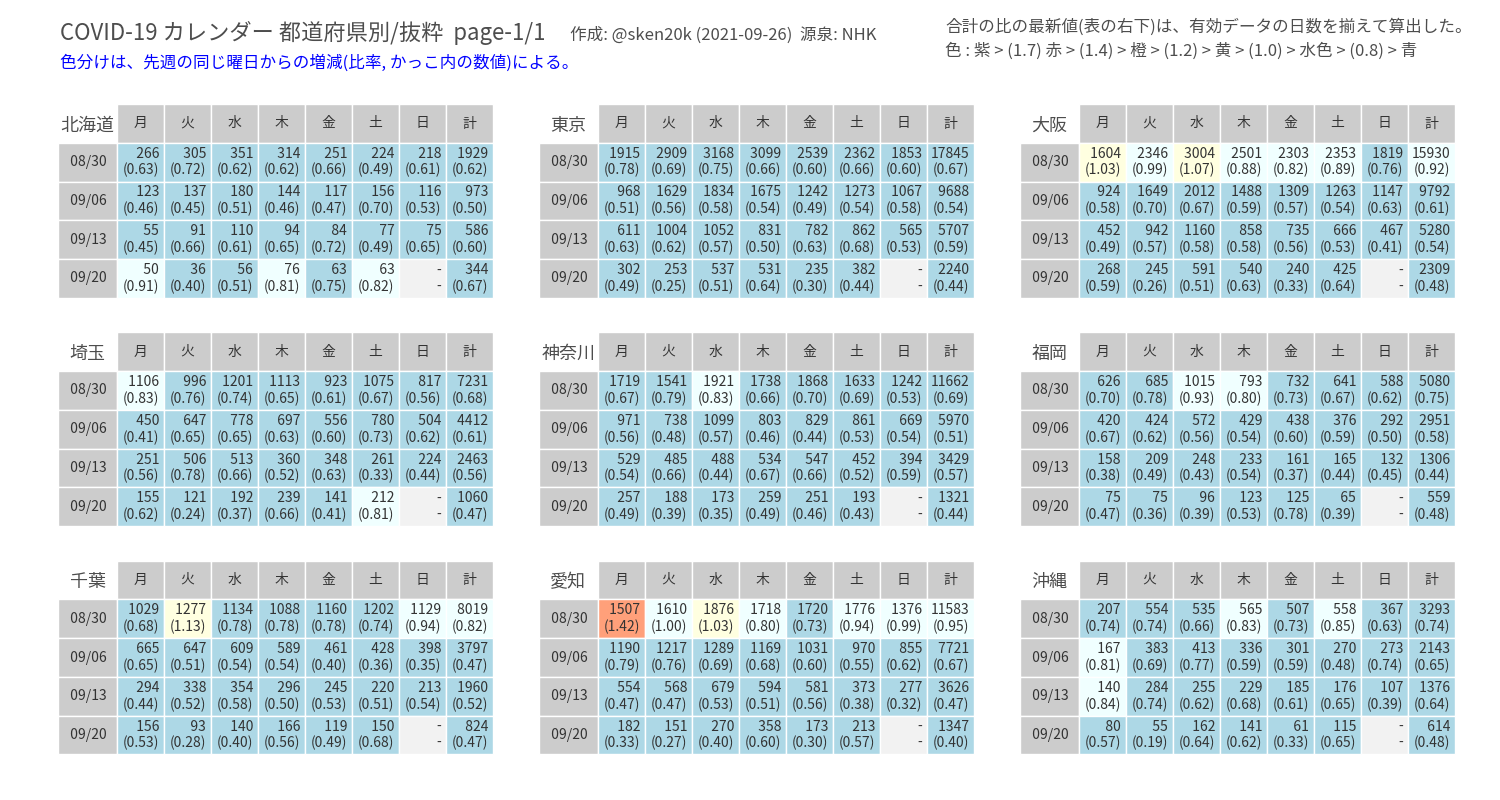 COVID-19 カレンダー 都道府県別/抜粋 page-1/1 作成: @sken20k (2021-09-26) 源泉: NHK
色分けは、先週の同じ曜日からの増減(比率, かっこ内の数値)による。
合計の比の最新値(表の右下)は、有効データの日数を揃えて算出した。
色 : 紫 > (1.7) 赤 > (1.4) > 橙 > (1.2) > 黄 > (1.0) > 水色 > (0.8) > 青
北海道 月 火 水 木 金 土 日 計
08/30 266 305 351 314 251 224 218 1929
(0.63) (0.72) (0.62) (0.62) (0.66) (0.49) (0.61) (0.62)
09/06 123 137 180 144 117 156 116 973
(0.46) (0.45) (0.51) (0.46) (0.47) (0.70) (0.53) (0.50)
09/13 55 91 110 94 84 77 75 586
(0.45) (0.66) (0.61) (0.65) (0.72) (0.49) (0.65) (0.60)
09/20 50 36 56 76 63 63 - 344
(0.91) (0.40) (0.51) (0.81) (0.75) (0.82) - (0.67)
東京 月 火 水 木 金 土 日 計
08/30 1915 2909 3168 3099 2539 2362 1853 17845
(0.78) (0.69) (0.75) (0.66) (0.60) (0.66) (0.60) (0.67)
09/06 968 1629 1834 1675 1242 1273 1067 9688
(0.51) (0.56) (0.58) (0.54) (0.49) (0.54) (0.58) (0.54)
09/13 611 1004 1052 831 782 862 565 5707
(0.63) (0.62) (0.57) (0.50) (0.63) (0.68) (0.53) (0.59)
09/20 302 253 537 531 235 382 - 2240
(0.49) (0.25) (0.51) (0.64) (0.30) (0.44) - (0.44)
大阪 月 火 水 木 金 土 日 計
08/30 1604 2346 3004 2501 2303 2353 1819 15930
(1.03) (0.99) (1.07) (0.88) (0.82) (0.89) (0.76) (0.92)
09/06 924 1649 2012 1488 1309 1263 1147 9792
(0.58) (0.70) (0.67) (0.59) (0.57) (0.54) (0.63) (0.61)
09/13 452 942 1160 858 735 666 467 5280
(0.49) (0.57) (0.58) (0.58) (0.56) (0.53) (0.41) (0.54)
09/20 268 245 591 540 240 425 - 2309
(0.59) (0.26) (0.51) (0.63) (0.33) (0.64) - (0.48)
埼玉 月 火 水 木 金 土 日 計
08/30 1106 996 1201 1113 923 1075 817 7231
(0.83) (0.76) (0.74) (0.65) (0.61) (0.67) (0.56) (0.68)
09/06 450 647 778 697 556 780 504 4412
(0.41) (0.65) (0.65) (0.63) (0.60) (0.73) (0.62) (0.61)
09/13 251 506 513 360 348 261 224 2463
(0.56) (0.78) (0.66) (0.52) (0.63) (0.33) (0.44) (0.56)
09/20 155 121 192 239 141 212 - 1060
(0.62) (0.24) (0.37) (0.66) (0.41) (0.81) - (0.47)
神奈川 月 火 水 木 金 土 日 計
08/30 1719 1541 1921 1738 1868 1633 1242 11662
(0.67) (0.79) (0.83) (0.66) (0.70) (0.69) (0.53) (0.69)
09/06 971 738 1099 803 829 861 669 5970
(0.56) (0.48) (0.57) (0.46) (0.44) (0.53) (0.54) (0.51)
09/13 529 485 488 534 547 452 394 3429
(0.54) (0.66) (0.44) (0.67) (0.66) (0.52) (0.59) (0.57)
09/20 257 188 173 259 251 193 - 1321
(0.49) (0.39) (0.35) (0.49) (0.46) (0.43) - (0.44)
福岡 月 火 水 木 金 土 日 計
08/30 626 685 1015 793 732 641 588 5080
(0.70) (0.78) (0.93) (0.80) (0.73) (0.67) (0.62) (0.75)
09/06 420 424 572 429 438 376 292 2951
(0.67) (0.62) (0.56) (0.54) (0.60) (0.59) (0.50) (0.58)
09/13 158 209 248 233 161 165 132 1306
(0.38) (0.49) (0.43) (0.54) (0.37) (0.44) (0.45) (0.44)
09/20 75 75 96 123 125 65 - 559
(0.47) (0.36) (0.39) (0.53) (0.78) (0.39) - (0.48)
千葉 月 火 水 木 金 土 日 計
08/30 1029 1277 1134 1088 1160 1202 1129 8019
(0.68) (1.13) (0.78) (0.78) (0.78) (0.74) (0.94) (0.82)
09/06 665 647 609 589 461 428 398 3797
(0.65) (0.51) (0.54) (0.54) (0.40) (0.36) (0.35) (0.47)
09/13 294 338 354 296 245 220 213 1960
(0.44) (0.52) (0.58) (0.50) (0.53) (0.51) (0.54) (0.52)
09/20 156 93 140 166 119 150 - 824
(0.53) (0.28) (0.40) (0.56) (0.49) (0.68) - (0.47)
愛知 月 火 水 木 金 土 日 計
08/30 1507 1610 1876 1718 1720 1776 1376 11583
(1.42) (1.00) (1.03) (0.80) (0.73) (0.94) (0.99) (0.95)
09/06 1190 1217 1289 1169 1031 970 855 7721
(0.79) (0.76) (0.69) (0.68) (0.60) (0.55) (0.62) (0.67)
09/13 554 568 679 594 581 373 277 3626
(0.47) (0.47) (0.53) (0.51) (0.56) (0.38) (0.32) (0.47)
09/20 182 151 270 358 173 213 - 1347
(0.33) (0.27) (0.40) (0.60) (0.30) (0.57) - (0.40)
沖縄 月 火 水 木 金 土 日 計
08/30 207 554 535 565 507 558 367 3293
(0.74) (0.74) (0.66) (0.83) (0.73) (0.85) (0.63) (0.74)
09/06 167 383 413 336 301 270 273 2143
(0.81) (0.69) (0.77) (0.59) (0.59) (0.48) (0.74) (0.65)
09/13 140 284 255 229 185 176 107 1376
(0.84) (0.74) (0.62) (0.68) (0.61) (0.65) (0.39) (0.64)
09/20 80 55 162 141 61 115 - 614
(0.57) (0.19) (0.64) (0.62) (0.33) (0.65) - (0.48)